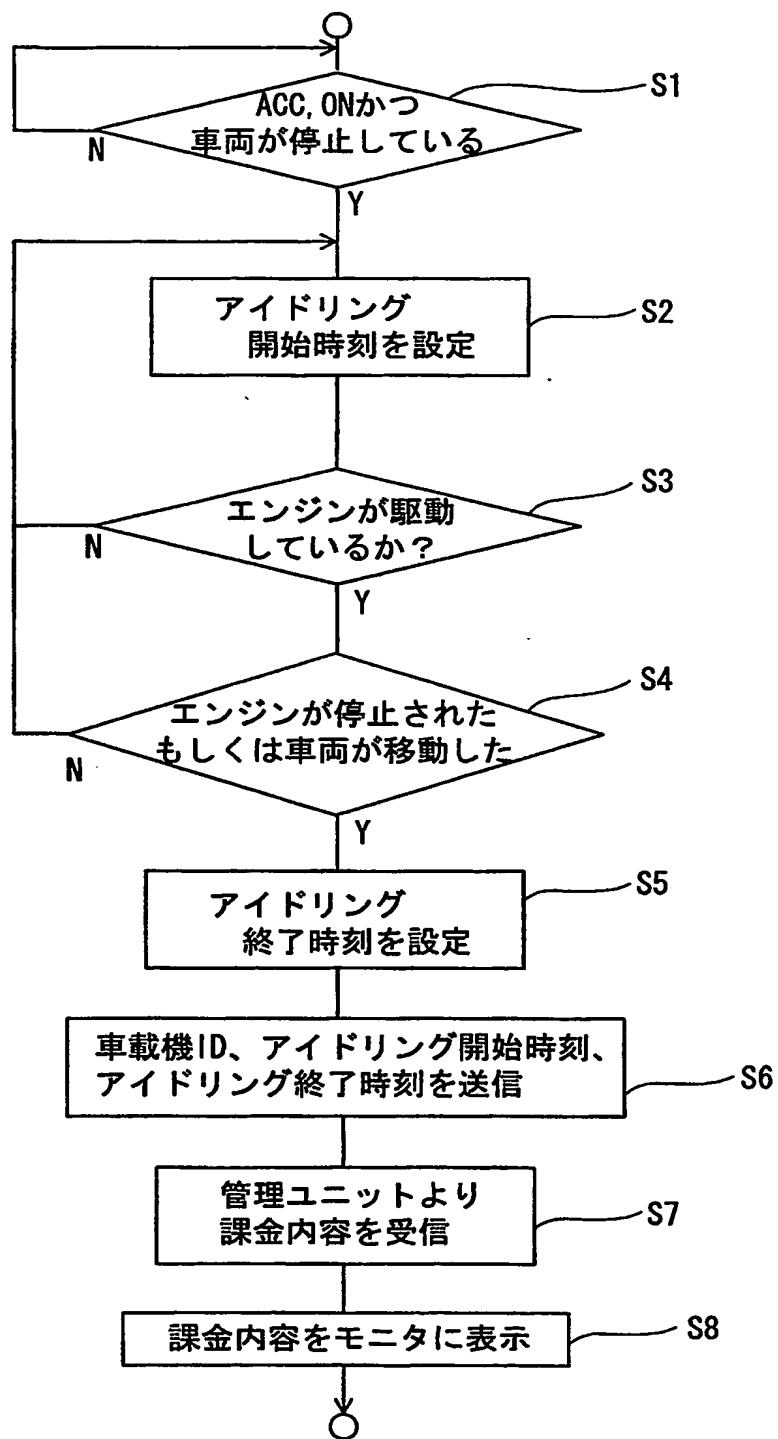 ACC,ONかつ
車両が停止している
S1
N
Y
アイドリング
開始時刻を設定
S2
エンジンが駆動
しているか？
S3
N
Y
エンジンが停止された
もしくは車両が移動した
S4
N
Y
アイドリング
終了時刻を設定
S5
車載機ID、アイドリング開始時刻、
アイドリング終了時刻を送信
S6
管理ユニットより
課金内容を受信
S7
課金内容をモニタに表示
S8